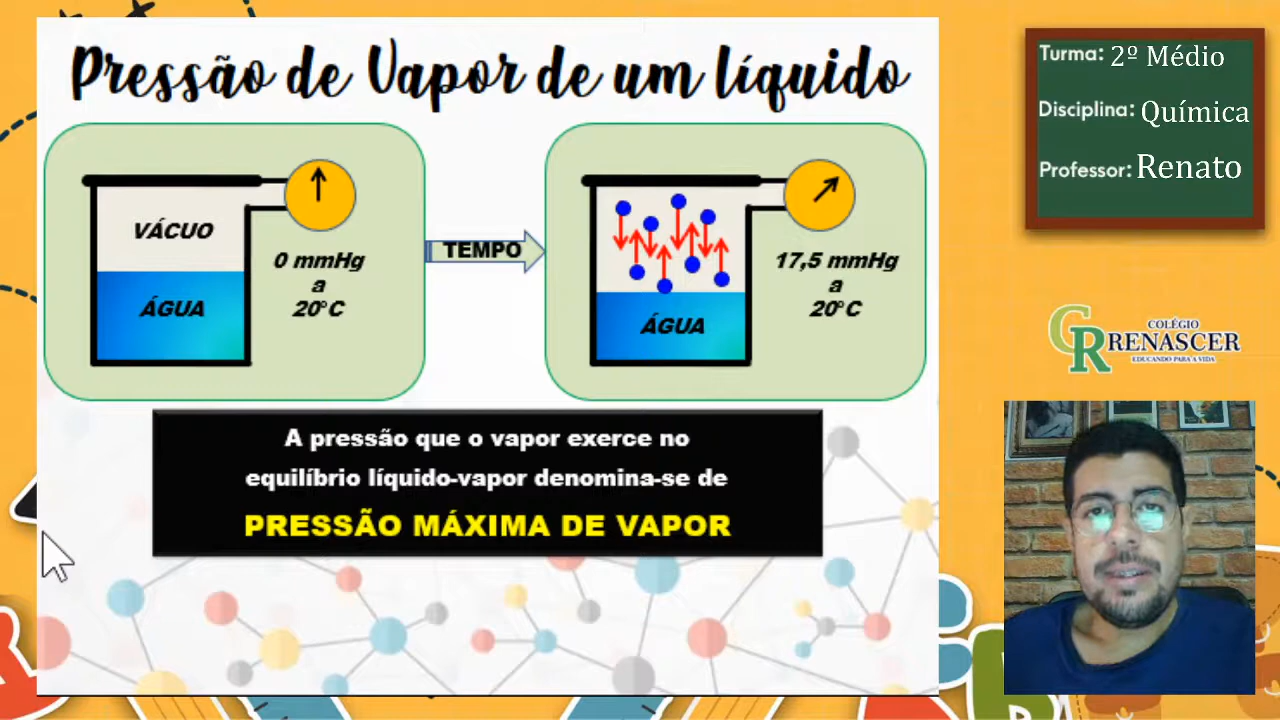 Pressão de Vapor de um líquido
VÁCUO
ÁGUA
0 mmHg
a
20°C
TEMPO
ÁGUA
17,5 mmHg
a
20°C
A pressão que o vapor exerce no
equilíbrio líquido-vapor denomina-se de
PRESSÃO MÁXIMA DE VAPOR
Turma: 2º Médio
Disciplina: Química
Professor: Renato
CR
COLÉGIO
RENASCER
EDUCANDO PARA A VIDA